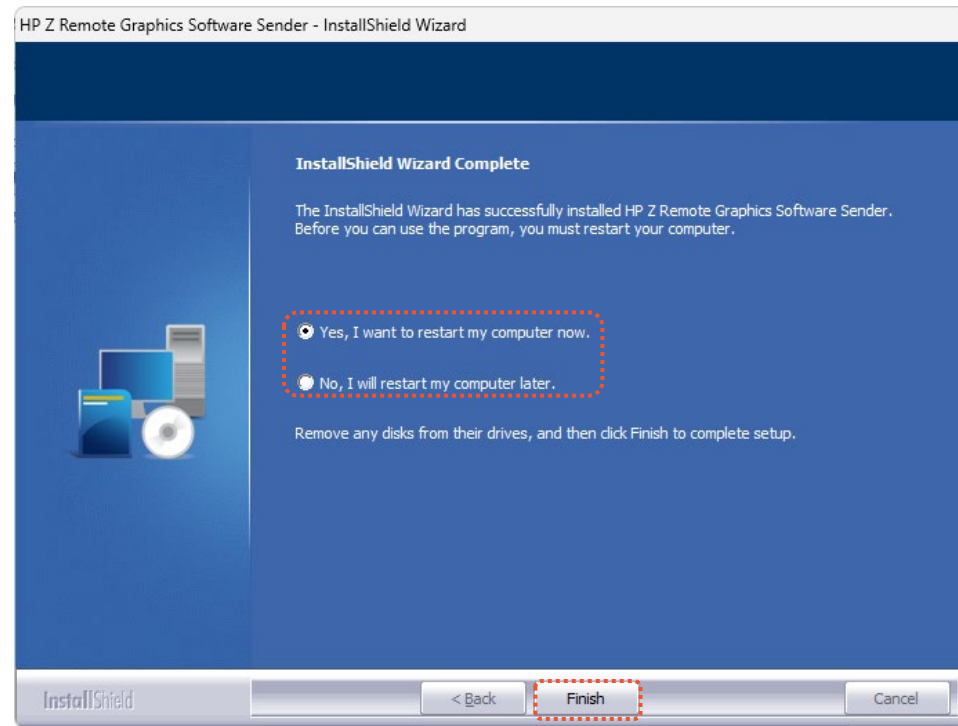 HP Z Remote Graphics Software Sender - InstallShield Wizard
InstallShield Wizard Complete
The InstallShield Wizard has successfully installed HP Z Remote Graphics Software Sender.
Before you can use the program, you must restart your computer.
Yes, I want to restart my computer now.
No, I will restart my computer later.
Remove any disks from their drives, and then click Finish to complete setup.
InstallShield
< Back
Finish
Cancel